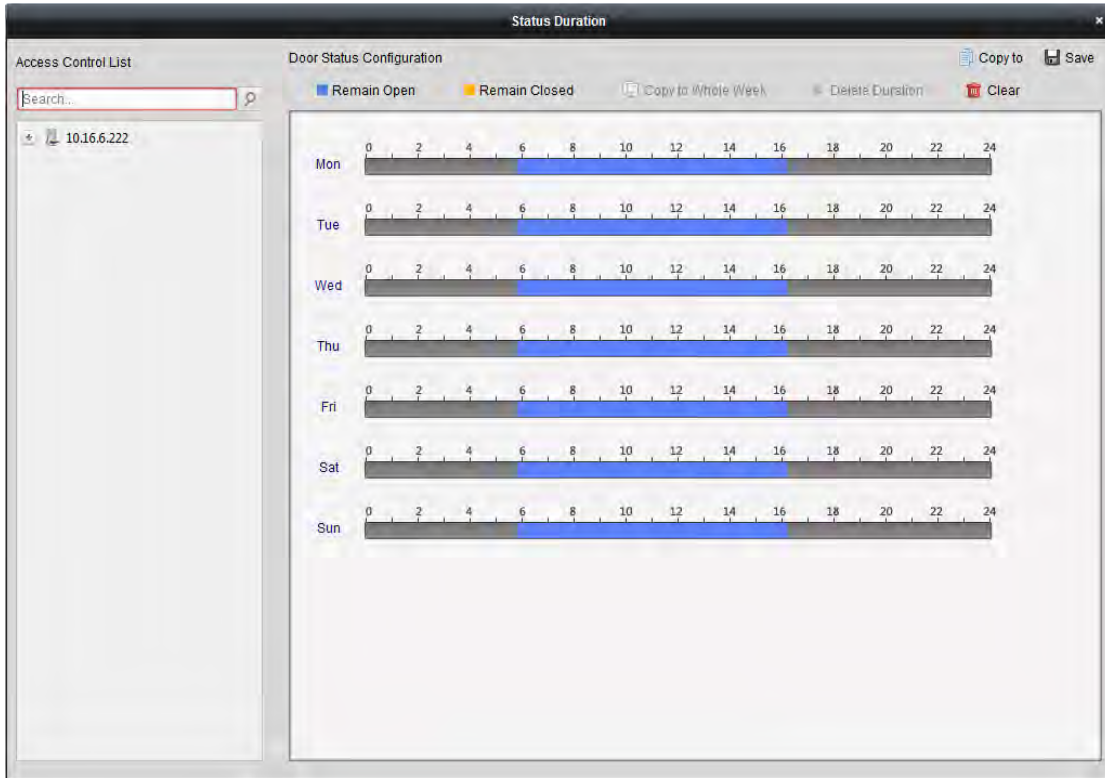 Status Duration ×
Access Control List
Search...
10.16.6.222
Door Status Configuration
Copy to Save
Remain Open Remain Closed Copy to Whole Week Delete Duration Clear
0 2 4 6 8 10 12 14 16 18 20 22 24
Mon
0 2 4 6 8 10 12 14 16 18 20 22 24
Tue
0 2 4 6 8 10 12 14 16 18 20 22 24
Wed
0 2 4 6 8 10 12 14 16 18 20 22 24
Thu
0 2 4 6 8 10 12 14 16 18 20 22 24
Fri
0 2 4 6 8 10 12 14 16 18 20 22 24
Sat
0 2 4 6 8 10 12 14 16 18 20 22 24
Sun